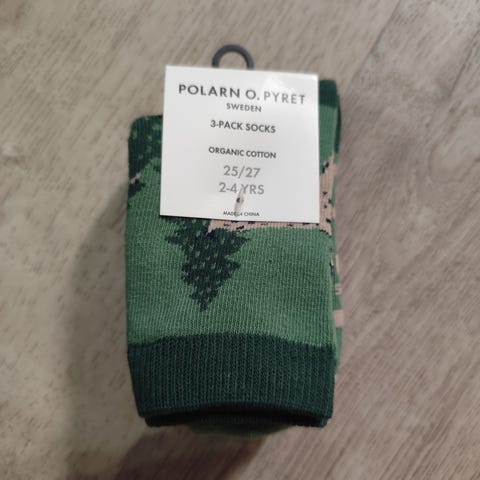 POLARN O. PYRET
SWEDEN
3-PACK SOCKS
ORGANIC COTTON
25/27
2-4 YRS
MADE IN CHINA